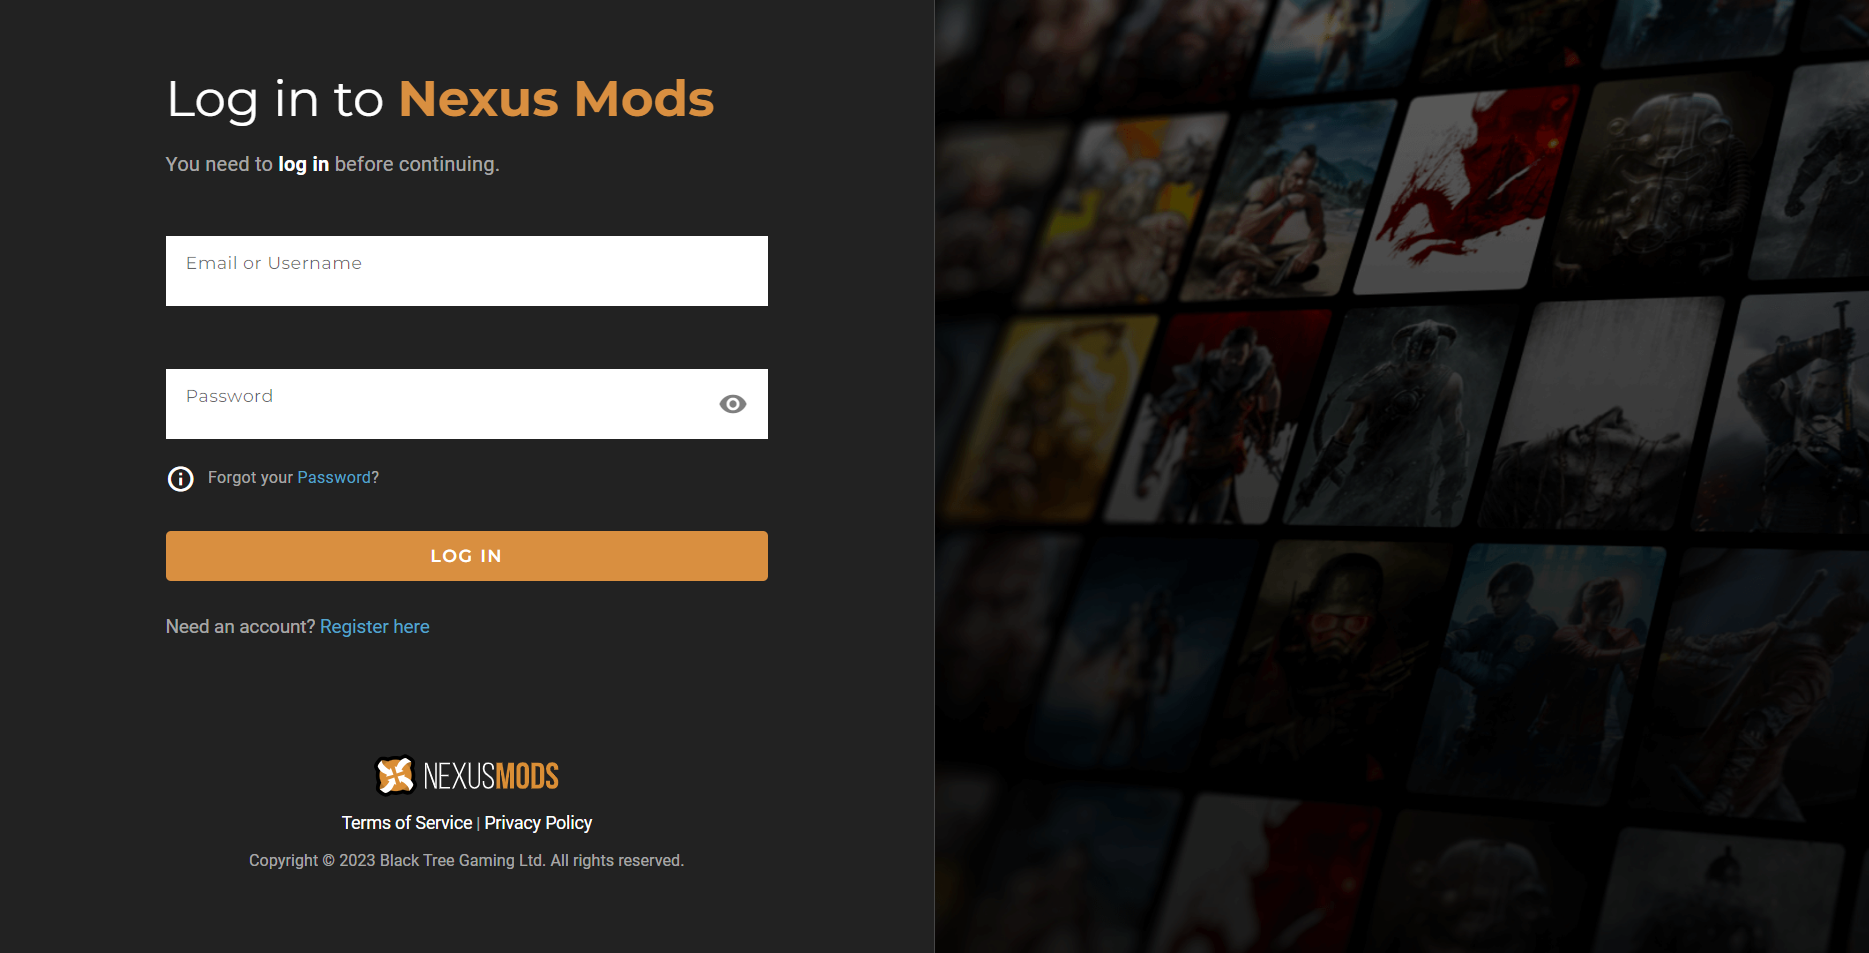 Log in to Nexus Mods
You need to log in before continuing.
Email or Username
Password
Forgot your Password?
LOG IN
Need an account? Register here
NEXUSMODS
Terms of Service | Privacy Policy
Copyright © 2023 Black Tree Gaming Ltd. All rights reserved.